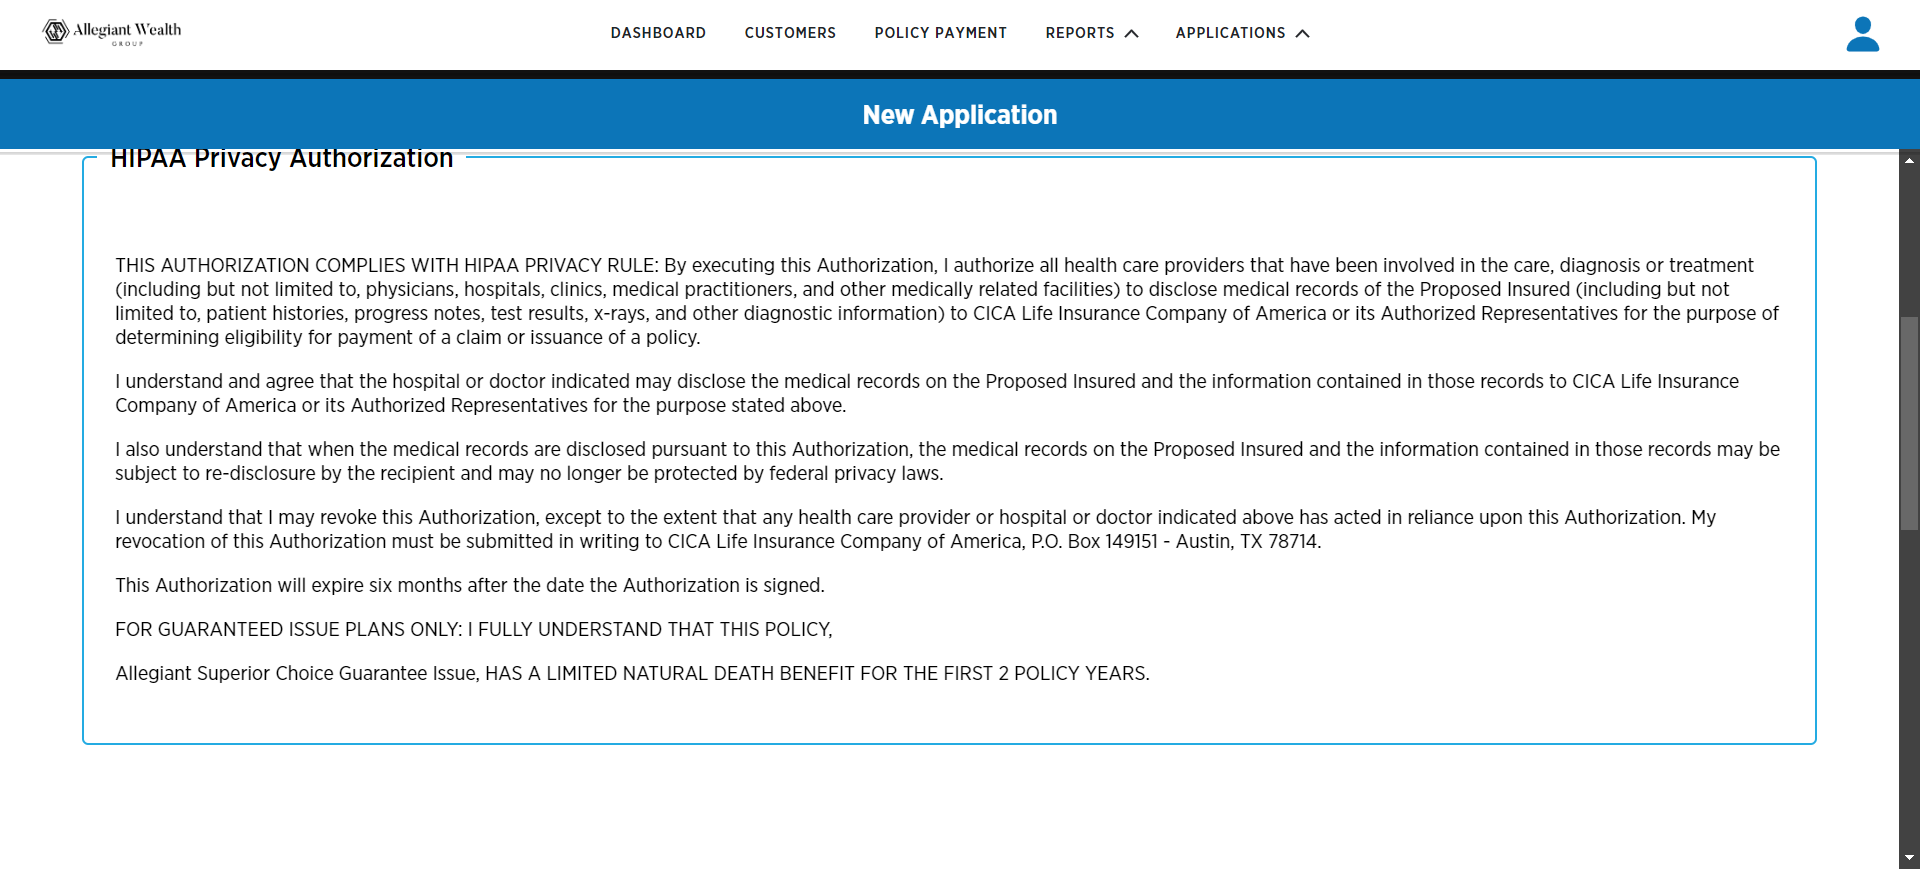 Allegiant Wealth
GROUP
DASHBOARD
CUSTOMERS
POLICY PAYMENT
REPORTS
APPLICATIONS
New Application
HIPAA Privacy Authorization
THIS AUTHORIZATION COMPLIES WITH HIPAA PRIVACY RULE: By executing this Authorization, I authorize all health care providers that have been involved in the care, diagnosis or treatment
(including but not limited to, physicians, hospitals, clinics, medical practitioners, and other medically related facilities) to disclose medical records of the Proposed Insured (including but not
limited to, patient histories, progress notes, test results, x-rays, and other diagnostic information) to CICA Life Insurance Company of America or its Authorized Representatives for the purpose of
determining eligibility for payment of a claim or issuance of a policy.
I understand and agree that the hospital or doctor indicated may disclose the medical records on the Proposed Insured and the information contained in those records to CICA Life Insurance
Company of America or its Authorized Representatives for the purpose stated above.
I also understand that when the medical records are disclosed pursuant to this Authorization, the medical records on the Proposed Insured and the information contained in those records may be
subject to re-disclosure by the recipient and may no longer be protected by federal privacy laws.
I understand that I may revoke this Authorization, except to the extent that any health care provider or hospital or doctor indicated above has acted in reliance upon this Authorization. My
revocation of this Authorization must be submitted in writing to CICA Life Insurance Company of America, P.O. Box 149151 - Austin, TX 78714.
This Authorization will expire six months after the date the Authorization is signed.
FOR GUARANTEED ISSUE PLANS ONLY: I FULLY UNDERSTAND THAT THIS POLICY,
Allegiant Superior Choice Guarantee Issue, HAS A LIMITED NATURAL DEATH BENEFIT FOR THE FIRST 2 POLICY YEARS.